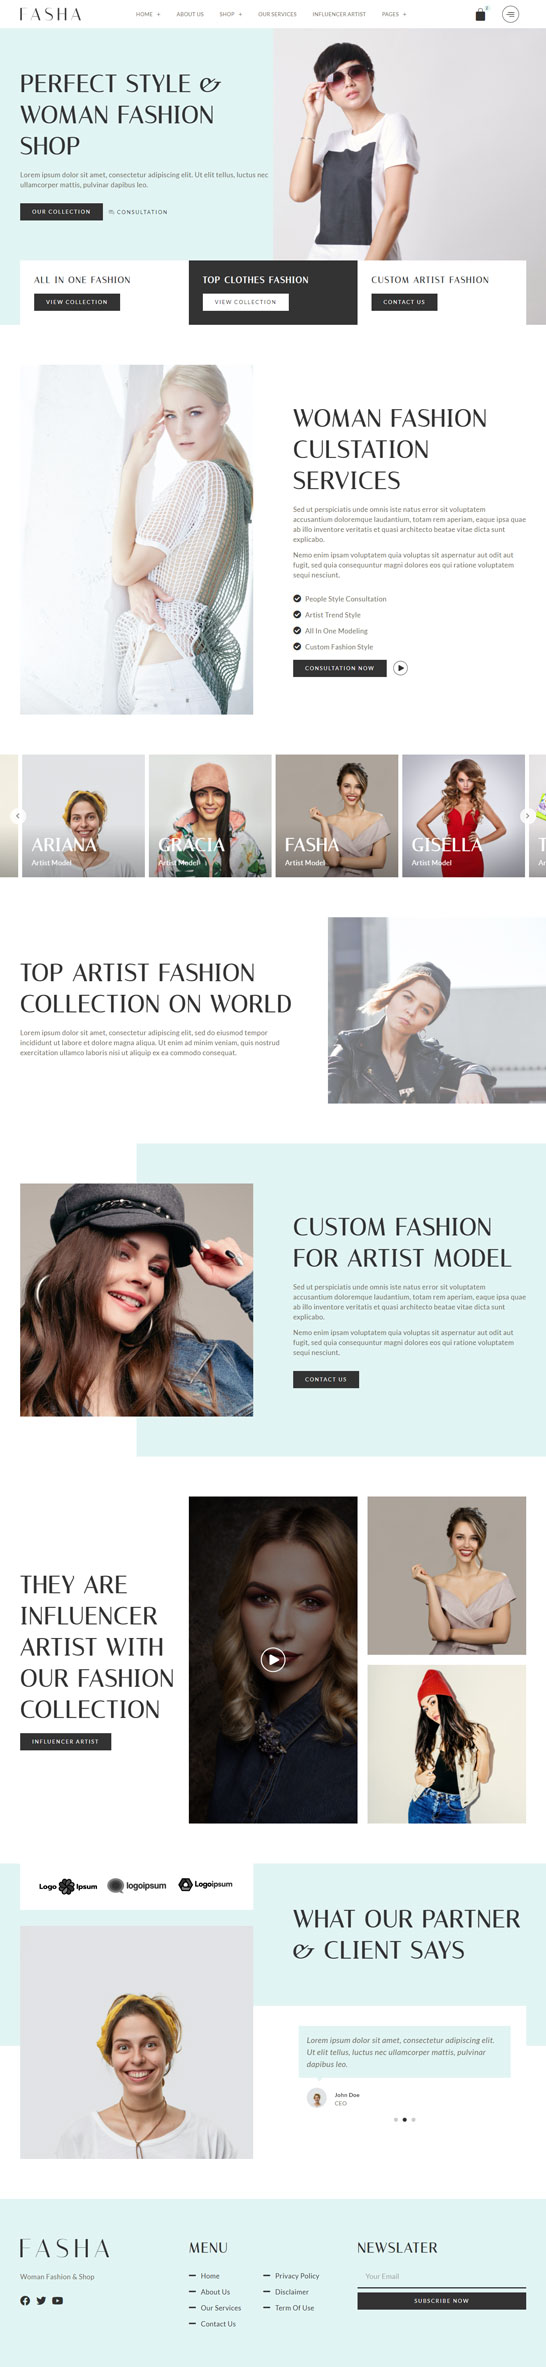 FASHA
HOME + ABOUT US SHOP + OUR SERVICES INFLUENCER ARTIST PAGES +
2
PERFECT STYLE &
WOMAN FASHION
SHOP
Lorem ipsum dolor sit amet, consectetur adipiscing elit. Ut elit tellus, luctus nec
ullamcorper mattis, pulvinar dapibus leo.
OUR COLLECTION CONSULTATION
ALL IN ONE FASHION
VIEW COLLECTION
TOP CLOTHES FASHION
VIEW COLLECTION
CUSTOM ARTIST FASHION
CONTACT US
WOMAN FASHION
CULSTATION
SERVICES
Sed ut perspiciatis unde omnis iste natus error sit voluptatem
accusantium doloremque laudantium, totam rem aperiam, eaque ipsa quae
ab illo inventore veritatis et quasi architecto beatae vitae dicta sunt
explicabo.
Nemo enim ipsam voluptatem quia voluptas sit aspernatur aut odit aut
fugit, sed quia consequuntur magni dolores eos qui ratione voluptatem
sequi nesciunt.
People Style Consultation
Artist Trend Style
All In One Modeling
Custom Fashion Style
CONSULTATION NOW
ARIANA
Artist Model
GRACIA
Artist Model
FASHA
Artist Model
GISELLA
Artist Model
T
Ar
TOP ARTIST FASHION
COLLECTION ON WORLD
Lorem ipsum dolor sit amet, consectetur adipiscing elit, sed do eiusmod tempor
incididunt ut labore et dolore magna aliqua. Ut enim ad minim veniam, quis nostrud
exercitation ullamco laboris nisi ut aliquip ex ea commodo consequat.
CUSTOM FASHION
FOR ARTIST MODEL
Sed ut perspiciatis unde omnis iste natus error sit voluptatem
accusantium doloremque laudantium, totam rem aperiam, eaque ipsa quae
ab illo inventore veritatis et quasi architecto beatae vitae dicta sunt
explicabo.
Nemo enim ipsam voluptatem quia voluptas sit aspernatur aut odit aut
fugit, sed quia consequuntur magni dolores eos qui ratione voluptatem
sequi nesciunt.
CONTACT US
THEY ARE
INFLUENCER
ARTIST WITH
OUR FASHION
COLLECTION
INFLUENCER ARTIST
Logo Ipsum logoipsum Logoipsum
WHAT OUR PARTNER
& CLIENT SAYS
Lorem ipsum dolor sit amet, consectetur adipiscing elit.
Ut elit tellus, luctus nec ullamcorper mattis, pulvinar
dapibus leo.
John Doe
CEO
FASHA
Woman Fashion & Shop
MENU
Home
About Us
Our Services
Contact Us
Privacy Policy
Disclaimer
Term Of Use
NEWSLATER
Your Email
SUBSCRIBE NOW